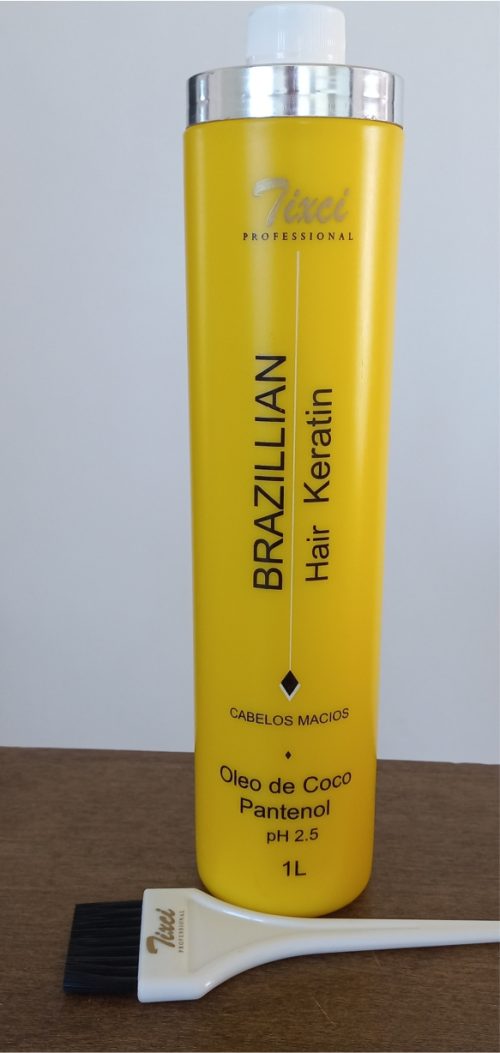 Tixci
PROFESSIONAL
BRAZILLIAN
Hair Keratin
CABELOS MACIOS
Oleo de Coco
Pantenol
pH 2.5
1L
Tixci
PROFESSIONAL